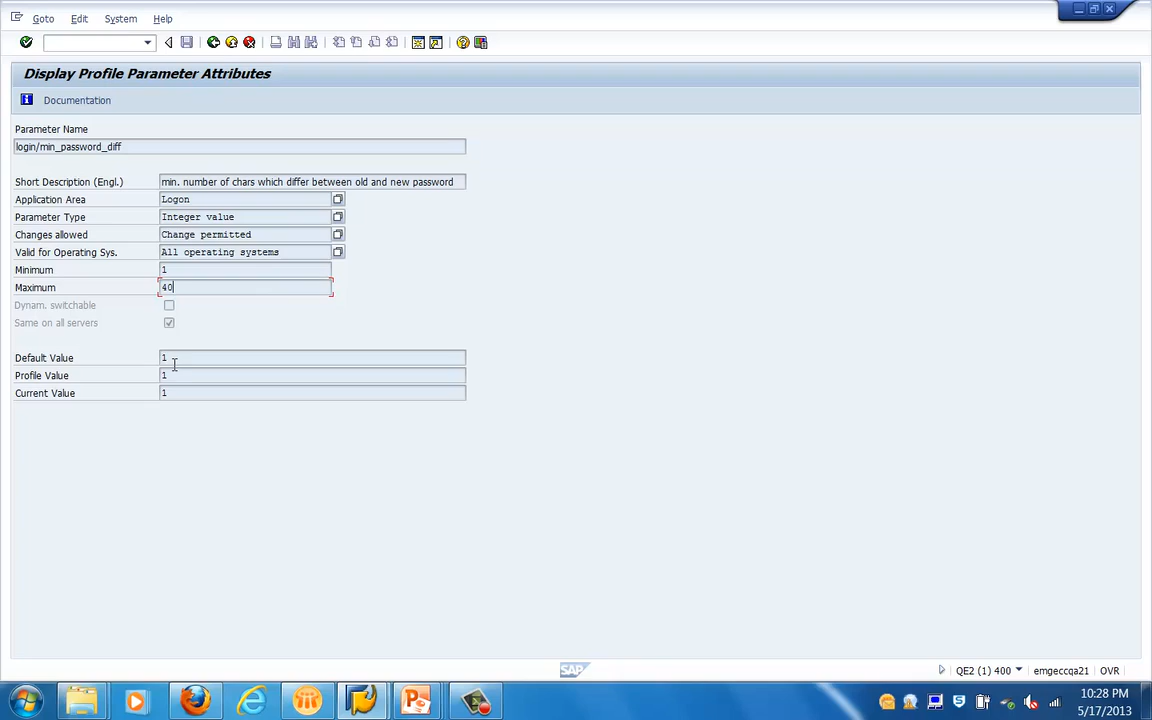 Goto Edit System Help
Display Profile Parameter Attributes
Documentation
Parameter Name
login/min_password_diff
Short Description (Engl.) min. number of chars which differ between old and new password
Application Area Logon
Parameter Type Integer value
Changes allowed Change permitted
Valid for Operating Sys. All operating systems
Minimum 1
Maximum 40
Dynam. switchable
Same on all servers
Default Value 1
Profile Value 1
Current Value 1
SAP QE2 (1) 400 emgeccqa21 OVR
10:28 PM
5/17/2013